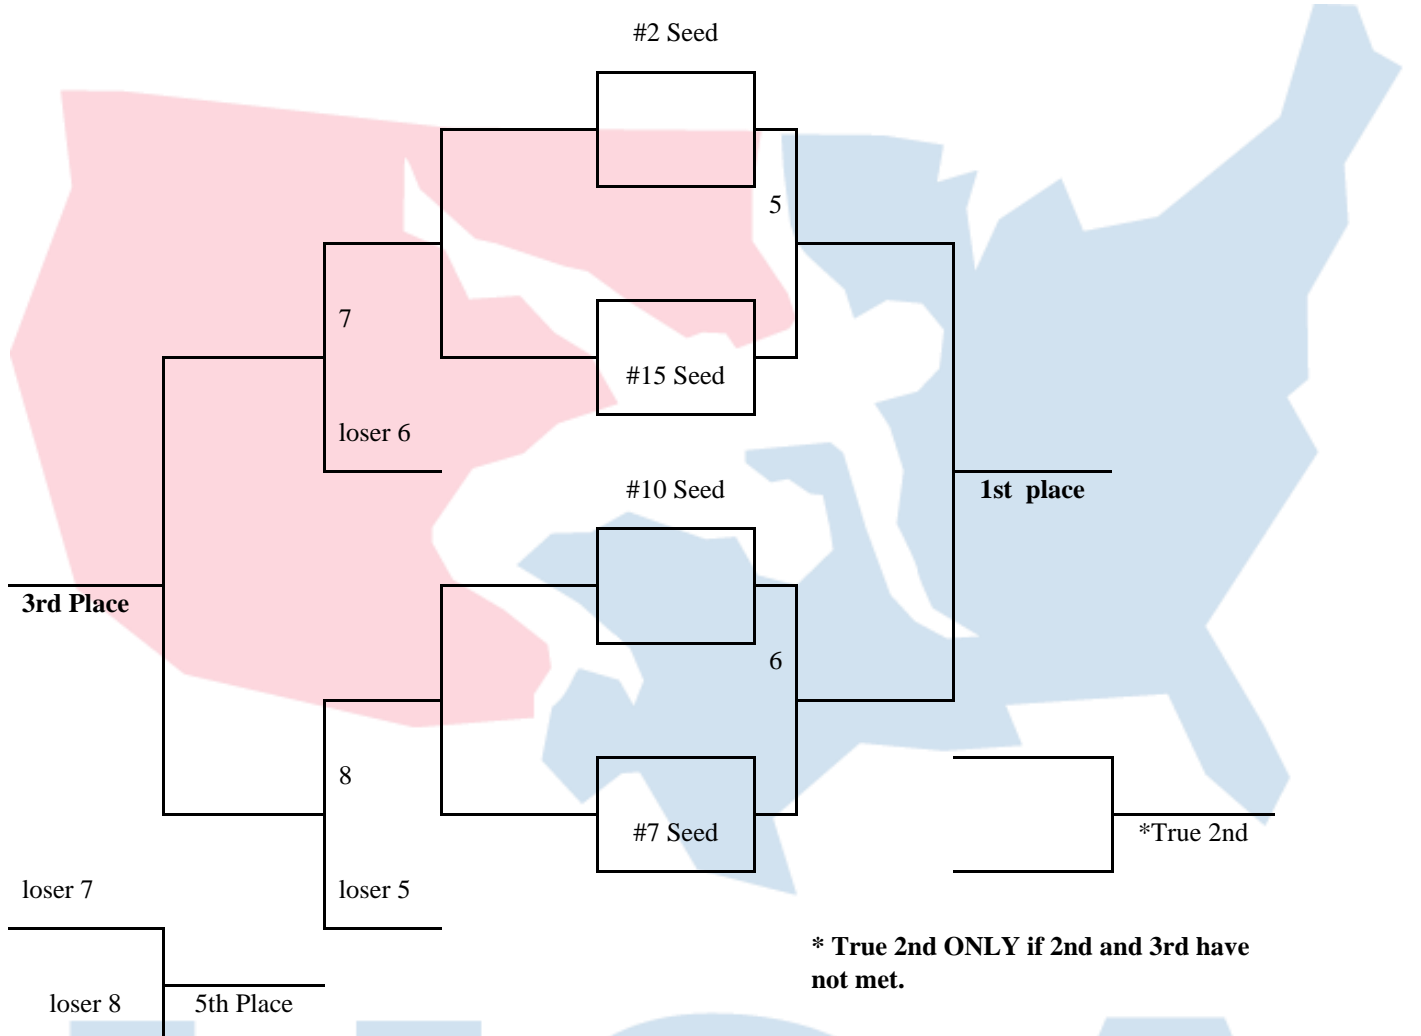 #2 Seed
5
7
#15 Seed
loser 6
#10 Seed
1st  place
3rd Place
6
8
#7 Seed
*True 2nd
loser 7
loser 5
* True 2nd ONLY if 2nd and 3rd have
not met.
loser 8
5th Place